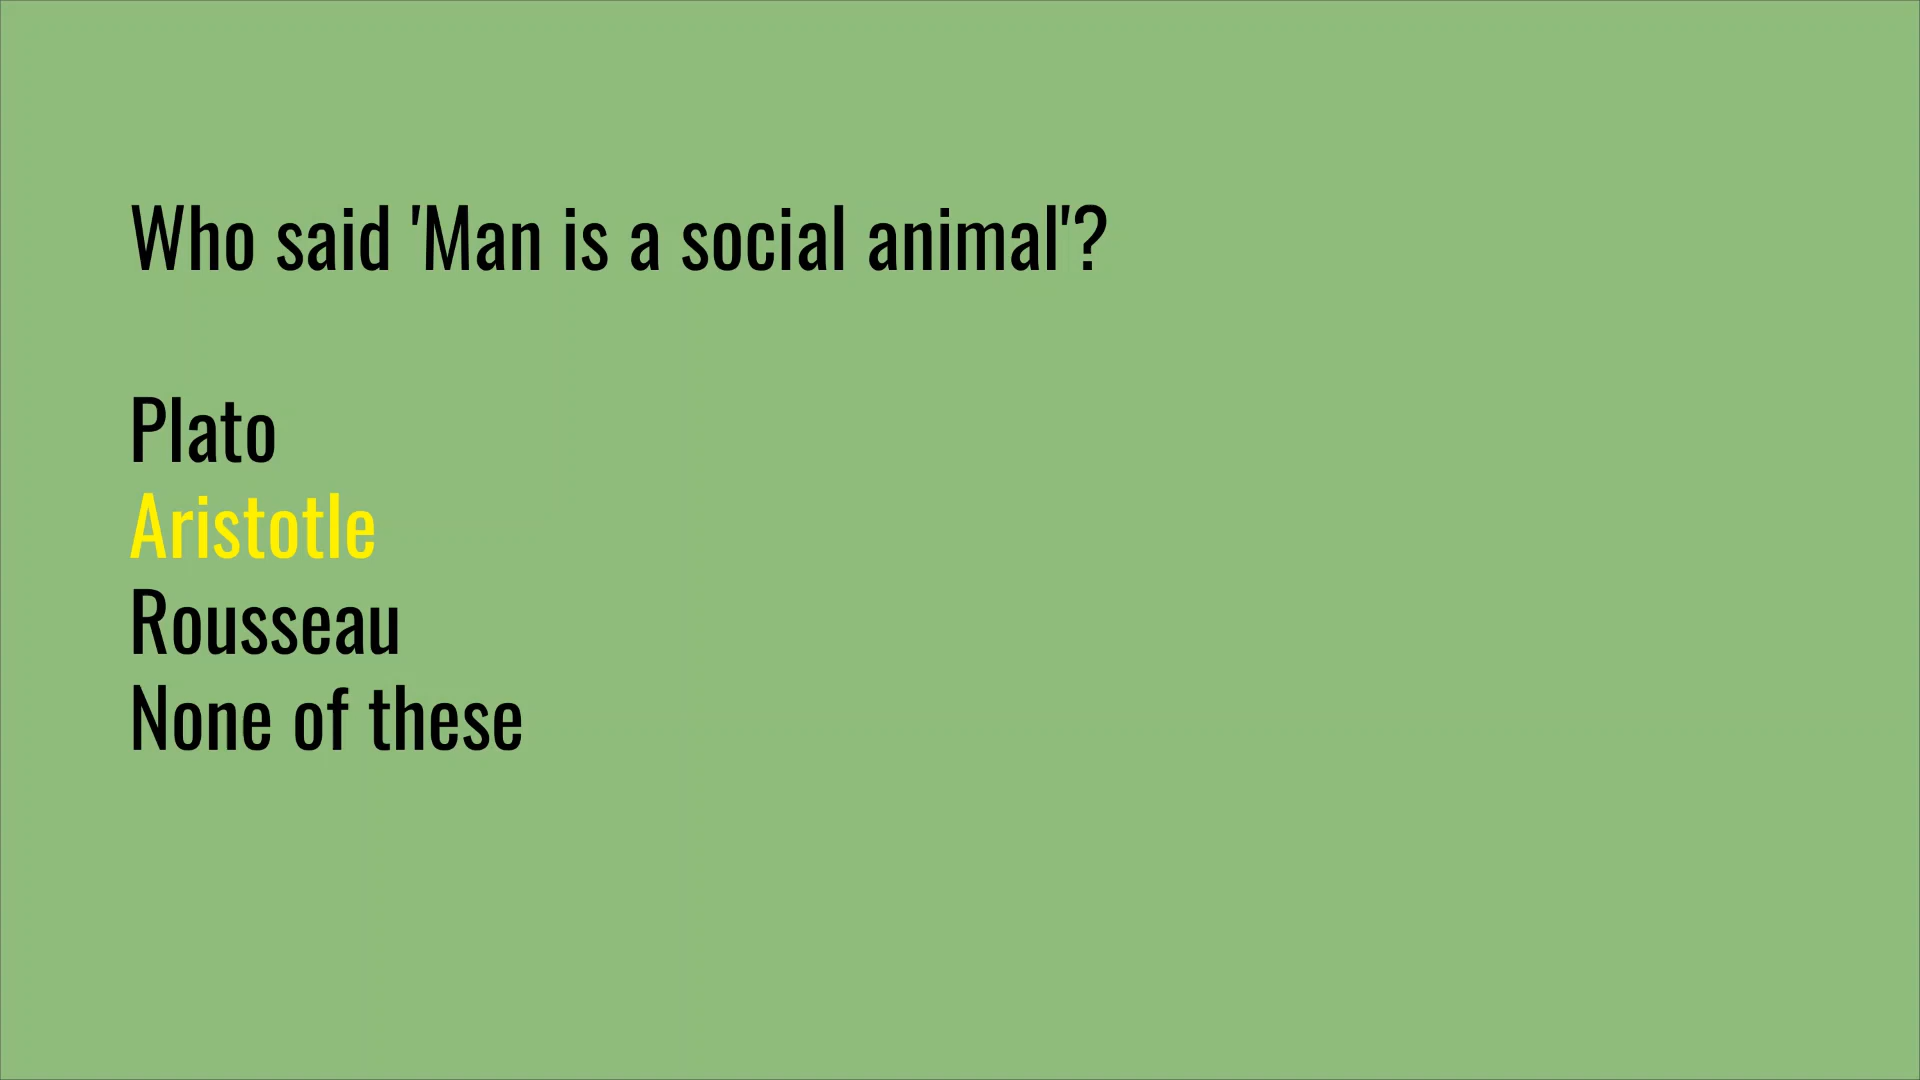 Who said 'Man is a social animal'?
Plato
Aristotle
Rousseau
None of these